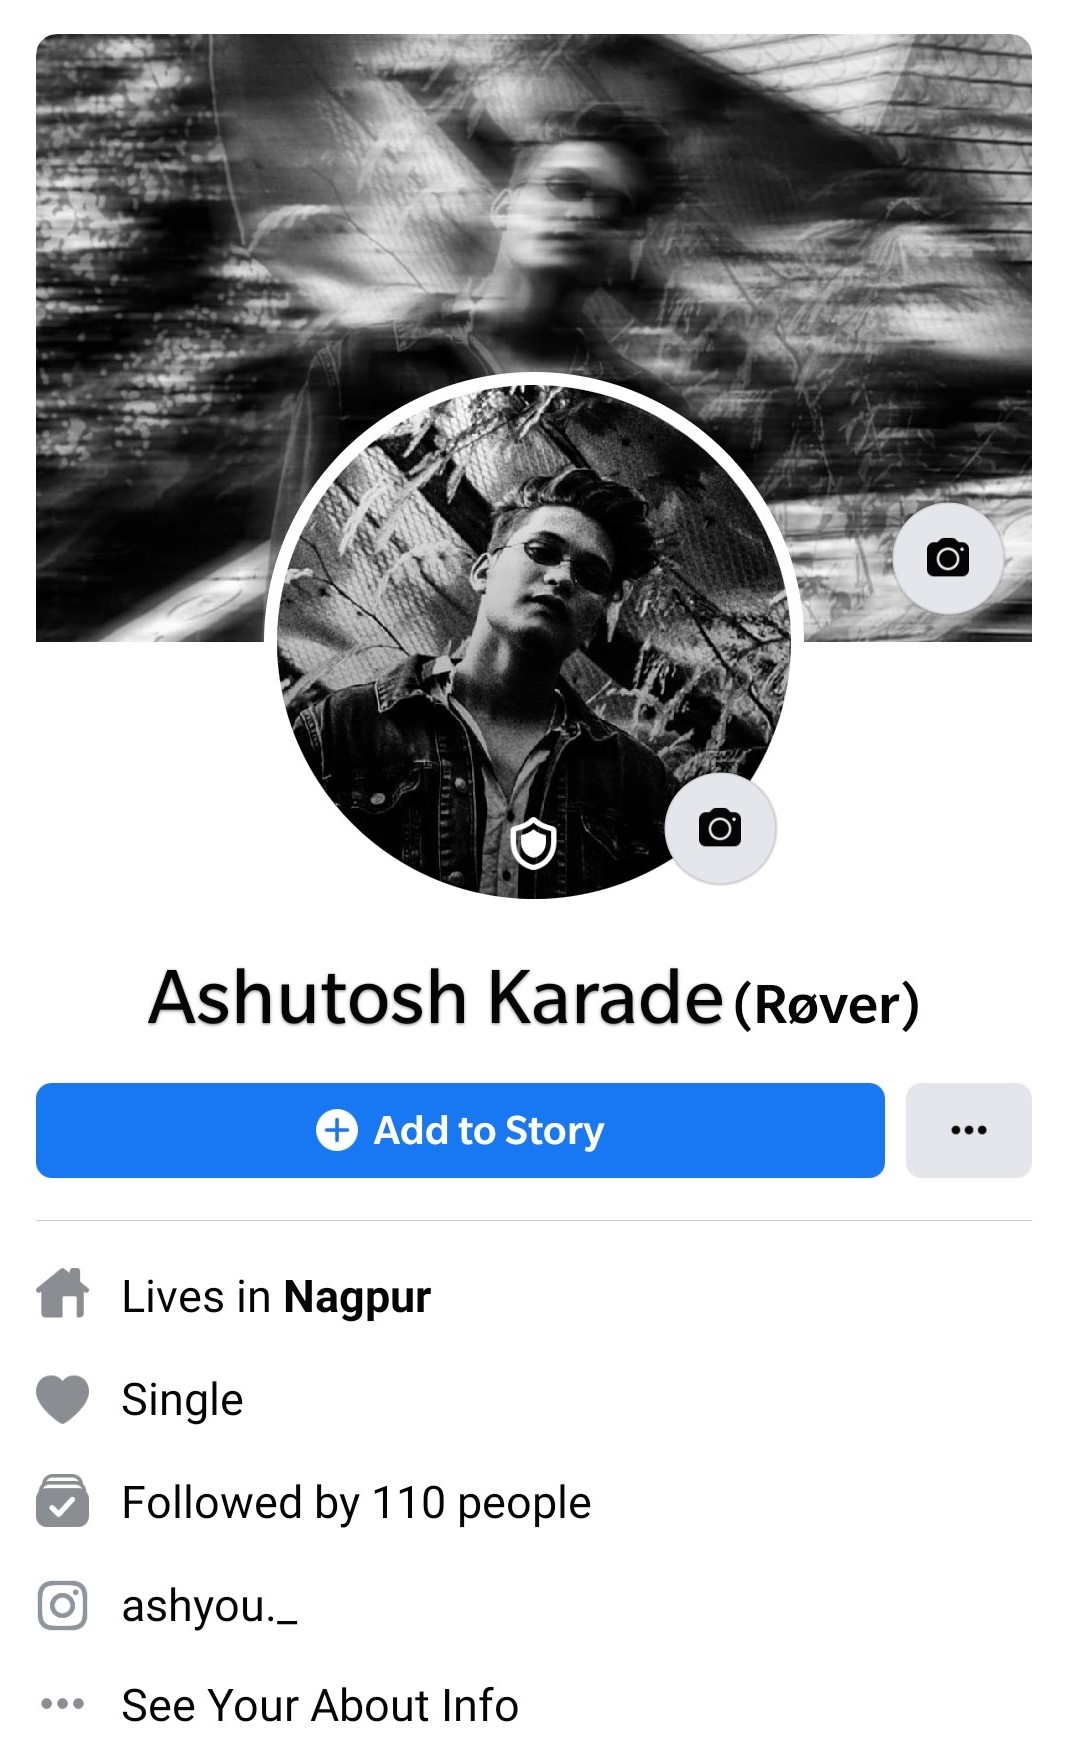 Ashutosh Karade (Røver)
Add to Story
Lives in Nagpur
Single
Followed by 110 people
ashyou._
See Your About Info